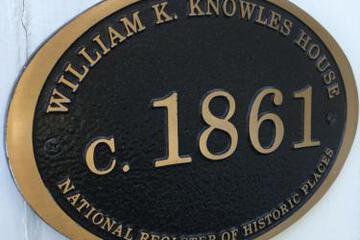 WILLIAM K. KNOWLES HOUSE
c. 1861
NATIONAL REGISTER OF HISTORIC PLACES